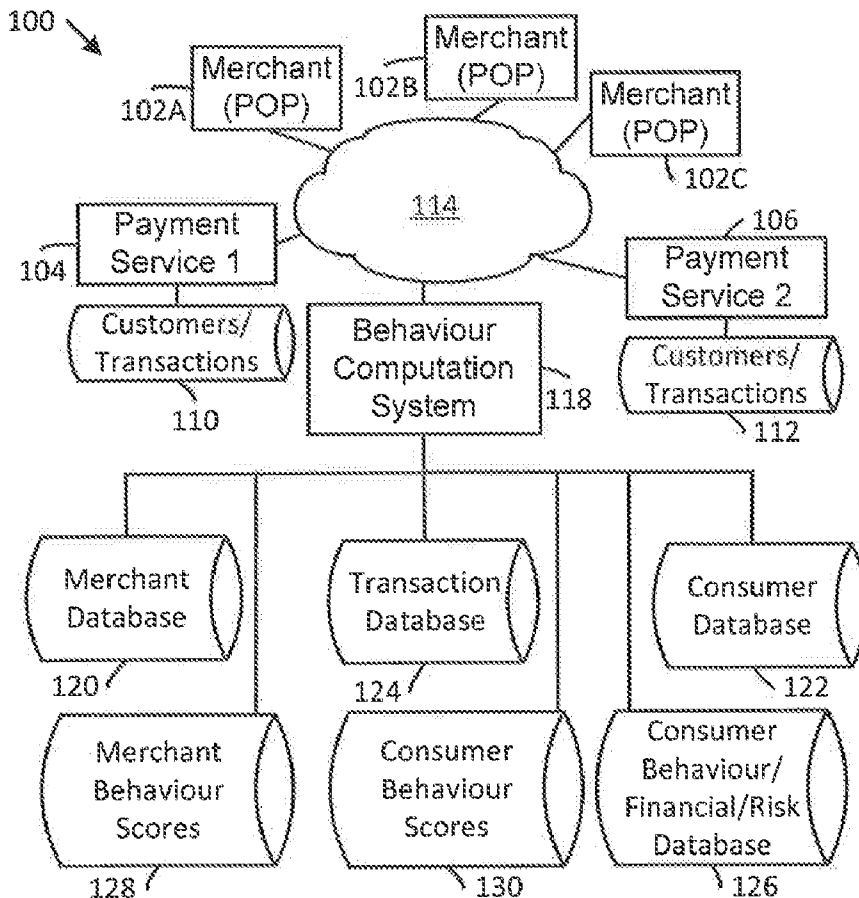 100
Merchant
(POP)
102A
Merchant
(POP)
102B
Merchant
(POP)
102C
114
Payment
Service 1
104
Customers/
Transactions
110
106
Payment
Service 2
Customers/
Transactions
112
Behaviour
Computation
System
118
Merchant
Database
120
Transaction
Database
124
Consumer
Database
122
Merchant
Behaviour
Scores
128
Consumer
Behaviour
Scores
130
Consumer
Behaviour/
Financial/Risk
Database
126